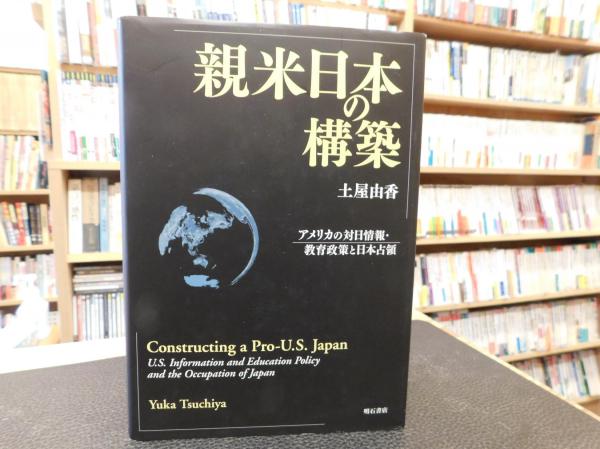 親米日本
の
構築
土屋由香
アメリカの対日情報・
教育政策と日本占領
Constructing a Pro-U.S. Japan
U.S. Information and Education Policy
and the Occupation of Japan
Yuka Tsuchiya
明石書店